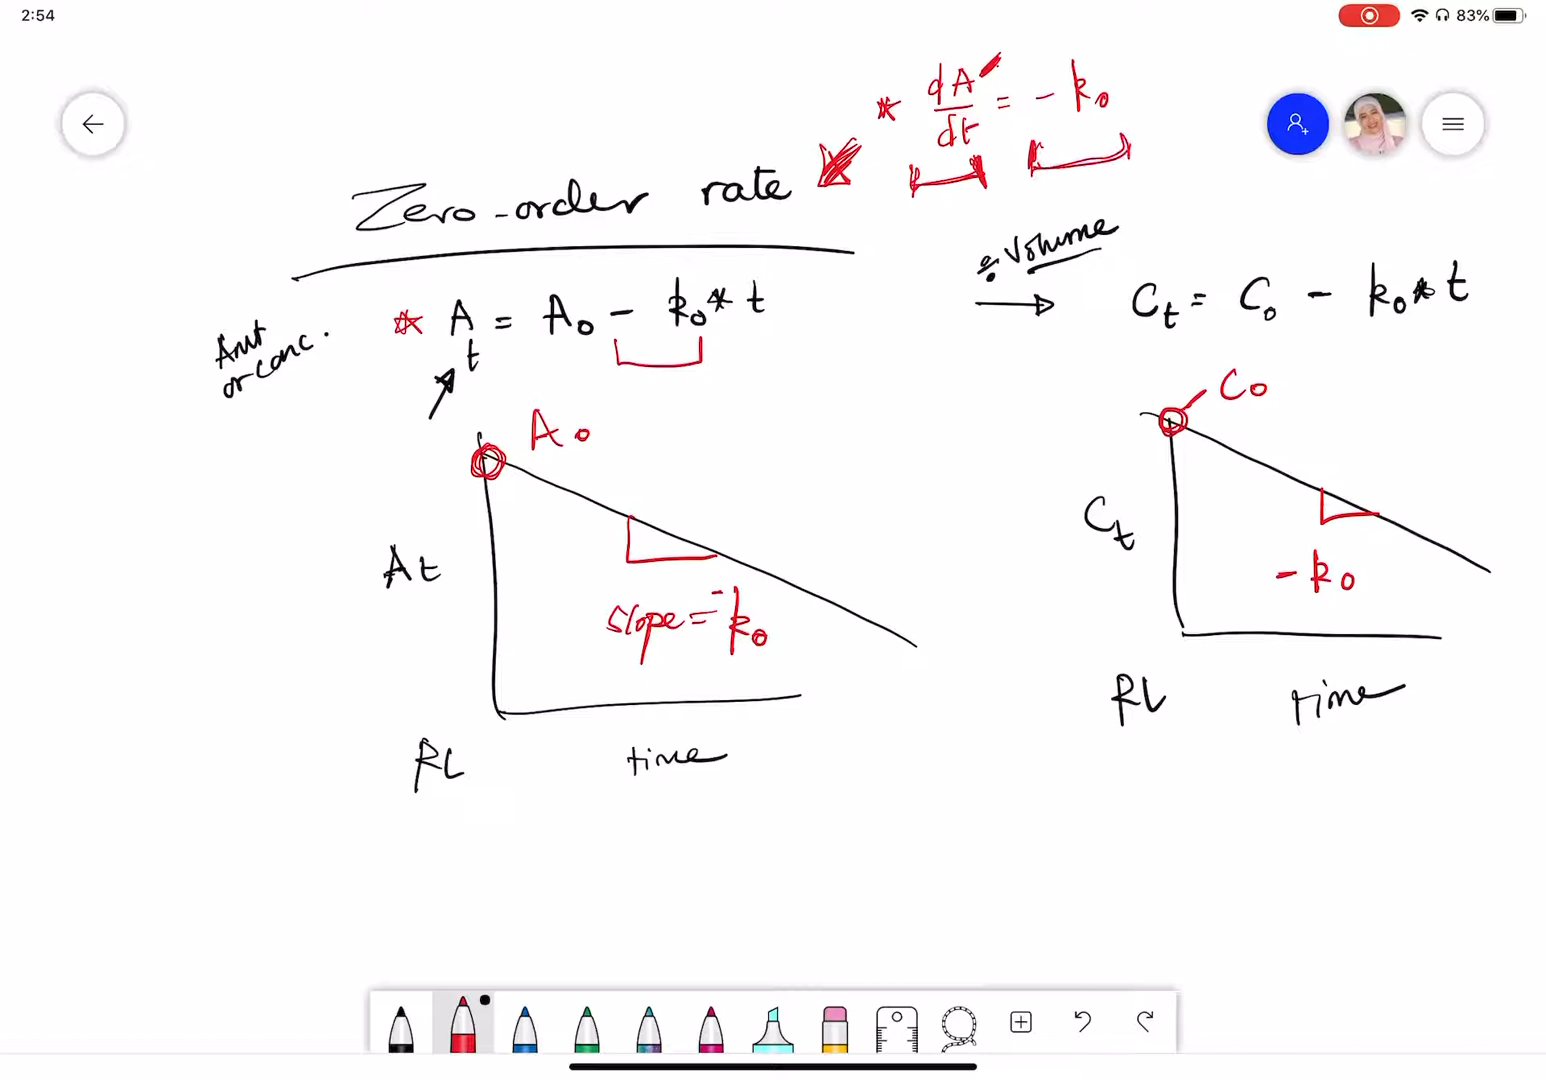 2:54
83%
* dA/dt = - k₀
Zero-order rate
÷ Volume
* Aₜ = A₀ - k₀ * t
Cₜ = C₀ - k₀ * t
Amt
or conc.
A₀
C₀
Aₜ
slope = -k₀
Cₜ
-k₀
RL
time
RL
time